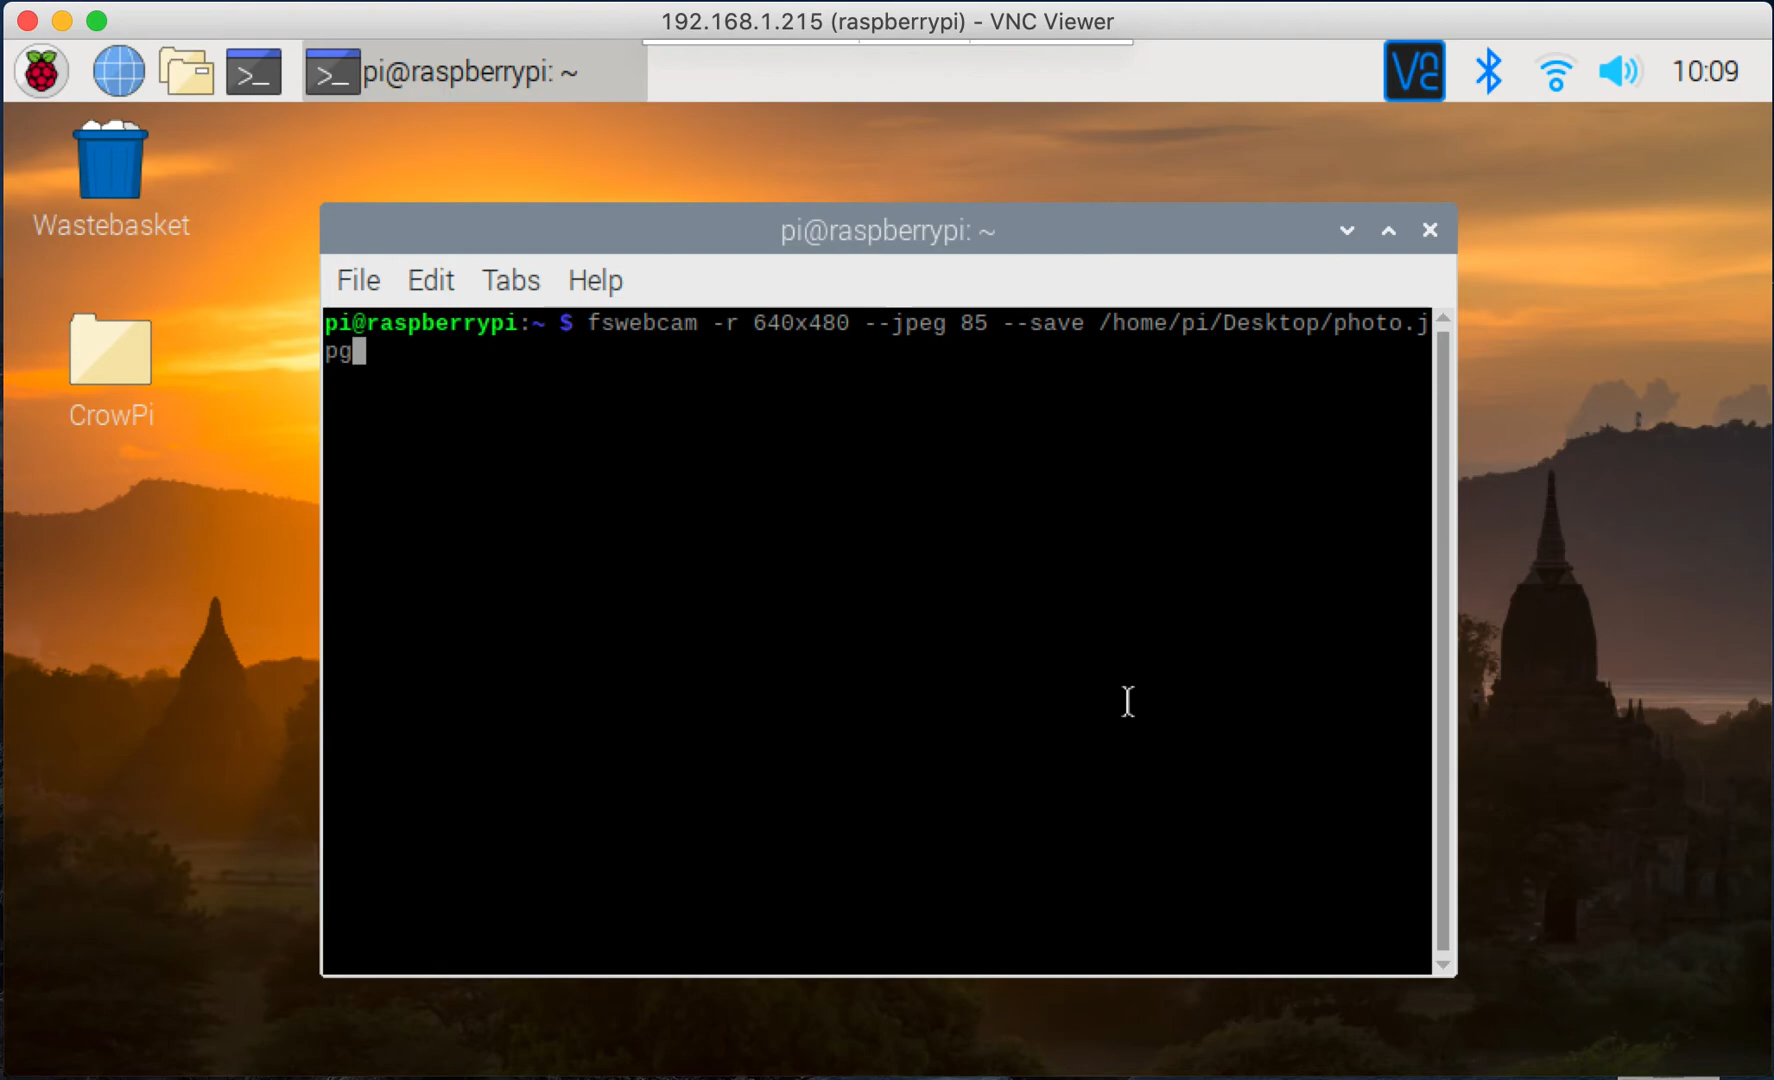 192.168.1.215 (raspberrypi) - VNC Viewer
>_ >_ pi@raspberrypi: ~ 10:09
Wastebasket
CrowPi
pi@raspberrypi: ~
File Edit Tabs Help
pi@raspberrypi:~ $ fswebcam -r 640x480 --jpeg 85 --save /home/pi/Desktop/photo.j
pg